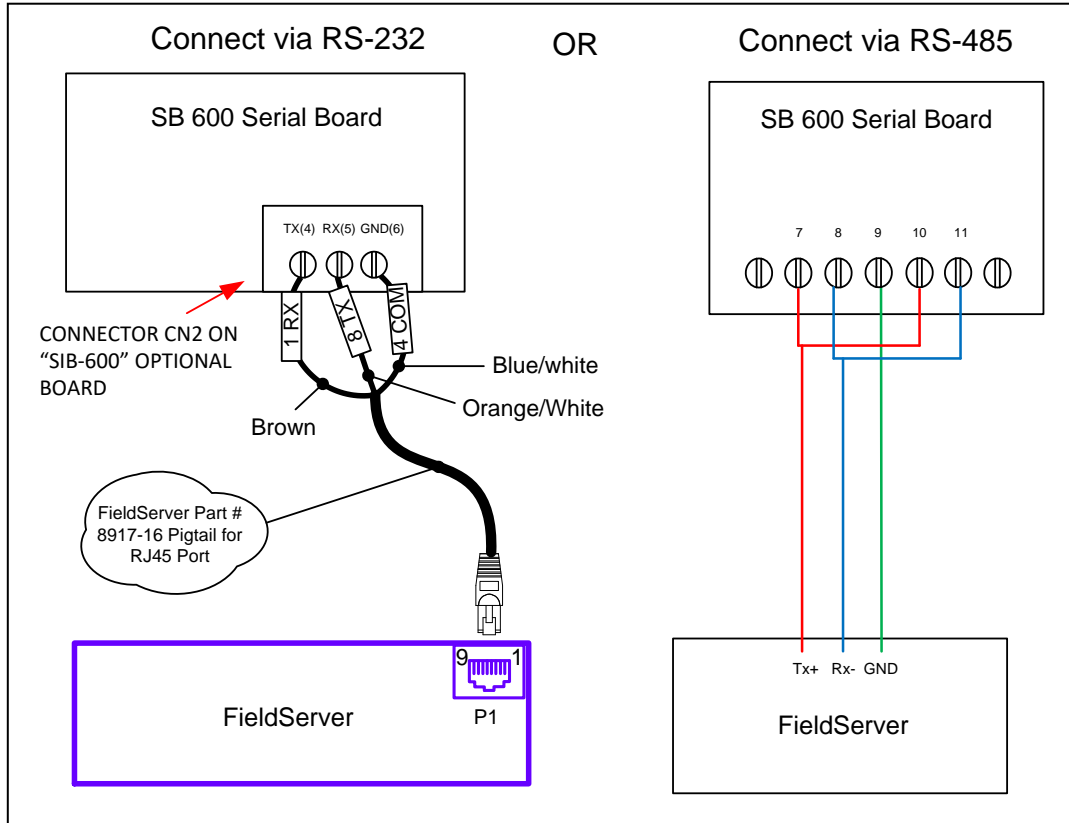 Connect via RS-232
OR
Connect via RS-485
SB 600 Serial Board
TX(4) RX(5) GND(6)
1 RX
8 TX
4 COM
CONNECTOR CN2 ON
“SIB-600” OPTIONAL
BOARD
Blue/white
Orange/White
Brown
FieldServer Part #
8917-16 Pigtail for
RJ45 Port
9 1
P1
FieldServer
SB 600 Serial Board
7 8 9 10 11
Tx+ Rx- GND
FieldServer